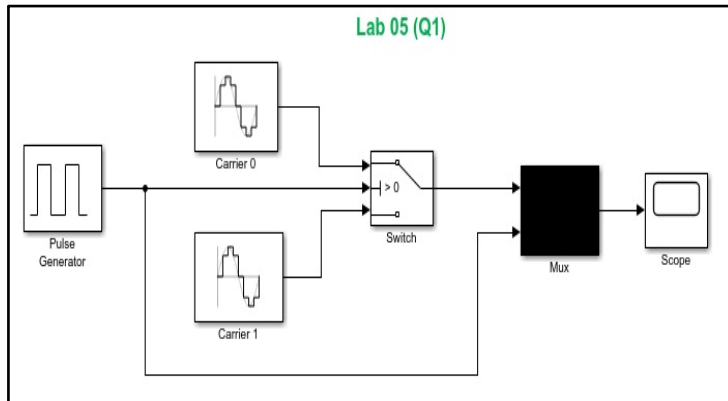 Lab 05 (Q1)
Carrier 0
Pulse
Generator
> 0
Switch
Carrier 1
Mux
Scope